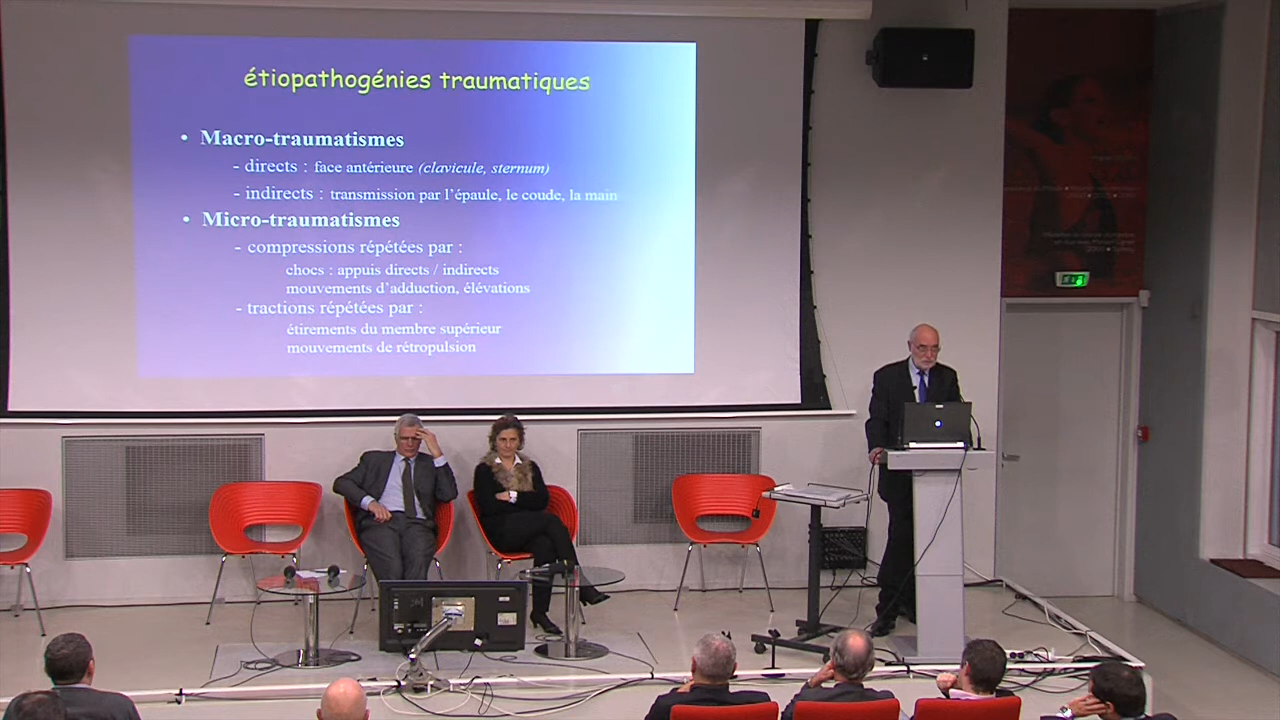 étiopathogénies traumatiques
• Macro-traumatismes
- directs : face antérieure (clavicule, sternum)
- indirects : transmission par l'épaule, le coude, la main
• Micro-traumatismes
- compressions répétées par :
chocs : appuis directs / indirects
mouvements d'adduction, élévations
- tractions répétées par :
étirements du membre supérieur
mouvements de rétropulsion